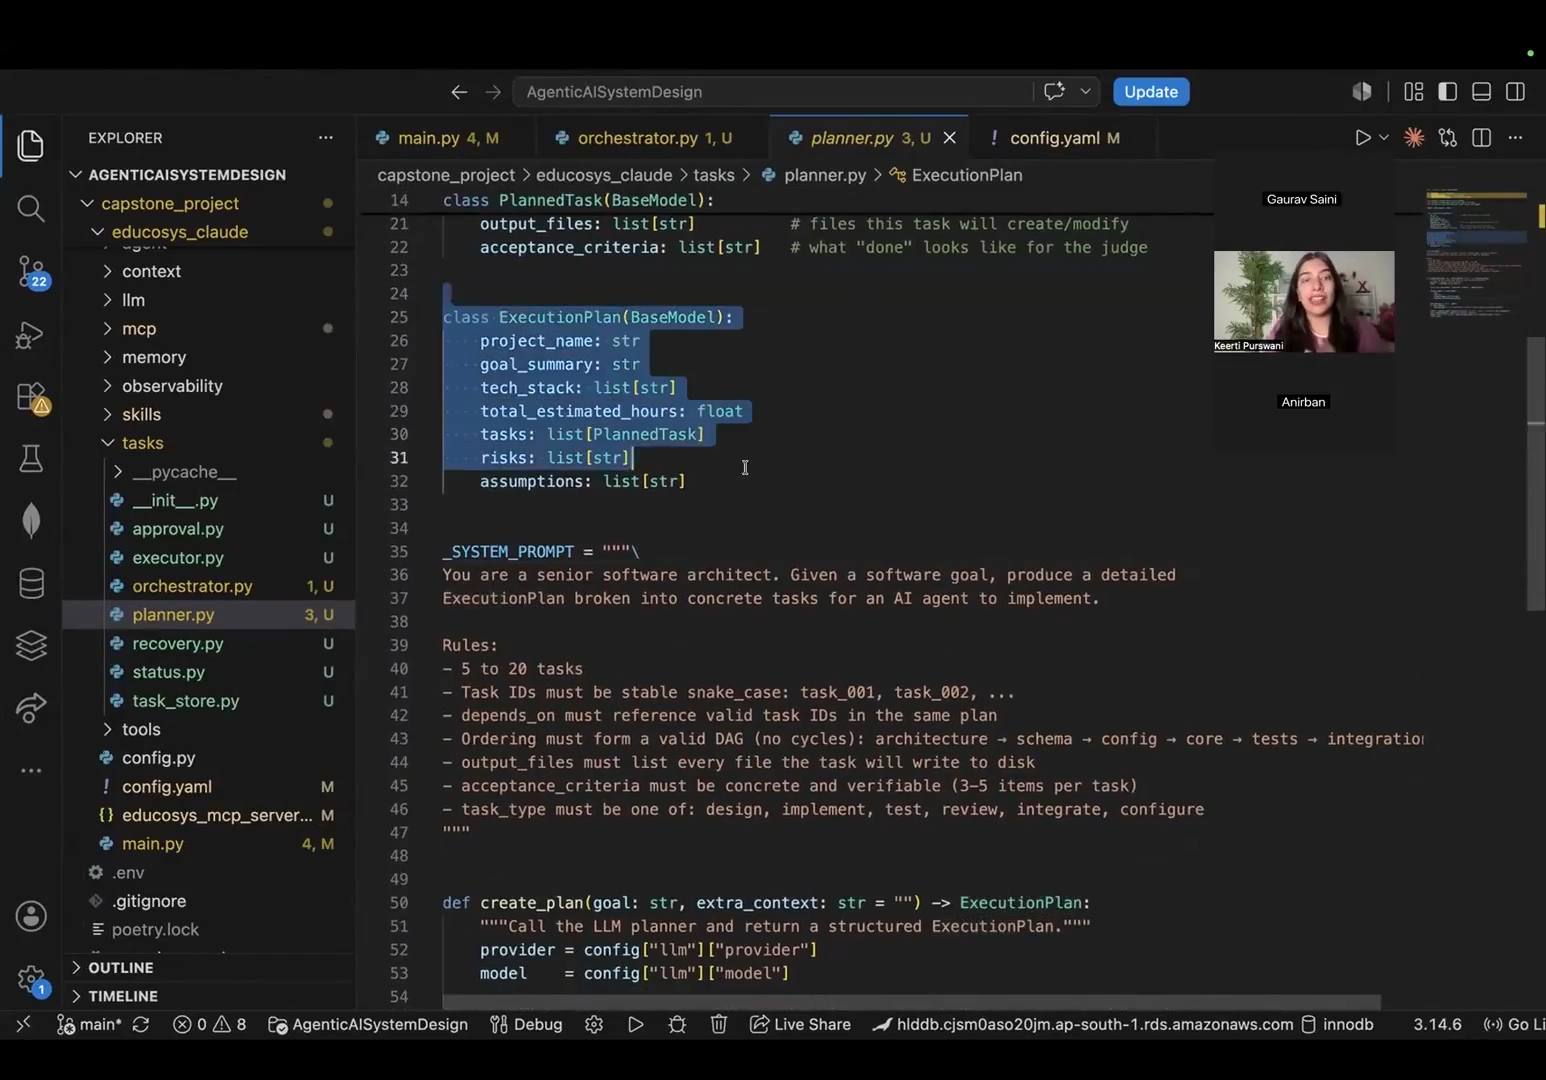 AgenticAISystemDesign
Update
EXPLORER
main.py 4, M
orchestrator.py 1, U
planner.py 3, U
config.yaml M
AGENTICAISYSTEMDESIGN
capstone_project > educosys_claude > tasks > planner.py > ExecutionPlan
capstone_project
educosys_claude
context
llm
mcp
memory
observability
skills
tasks
__pycache__
__init__.py U
approval.py U
executor.py U
orchestrator.py 1, U
planner.py 3, U
recovery.py U
status.py U
task_store.py U
tools
config.py
config.yaml M
educosys_mcp_server... M
main.py 4, M
.env
.gitignore
poetry.lock
OUTLINE
TIMELINE
22
1
14 class PlannedTask(BaseModel):
21 output_files: list[str] # files this task will create/modify
22 acceptance_criteria: list[str] # what "done" looks like for the judge
23
24
25 class ExecutionPlan(BaseModel):
26 project_name: str
27 goal_summary: str
28 tech_stack: list[str]
29 total_estimated_hours: float
30 tasks: list[PlannedTask]
31 risks: list[str]
32 assumptions: list[str]
33
34
35 _SYSTEM_PROMPT = """\
36 You are a senior software architect. Given a software goal, produce a detailed
37 ExecutionPlan broken into concrete tasks for an AI agent to implement.
38
39 Rules:
40 - 5 to 20 tasks
41 - Task IDs must be stable snake_case: task_001, task_002, ...
42 - depends_on must reference valid task IDs in the same plan
43 - Ordering must form a valid DAG (no cycles): architecture → schema → config → core → tests → integration
44 - output_files must list every file the task will write to disk
45 - acceptance_criteria must be concrete and verifiable (3–5 items per task)
46 - task_type must be one of: design, implement, test, review, integrate, configure
47 """
48
49
50 def create_plan(goal: str, extra_context: str = "") -> ExecutionPlan:
51 """Call the LLM planner and return a structured ExecutionPlan."""
52 provider = config["llm"]["provider"]
53 model = config["llm"]["model"]
54
Gaurav Saini
Keerti Purswani
Anirban
main* 0 8 AgenticAISystemDesign Debug Live Share hlddb.cjsm0aso20jm.ap-south-1.rds.amazonaws.com innodb 3.14.6 Go Li